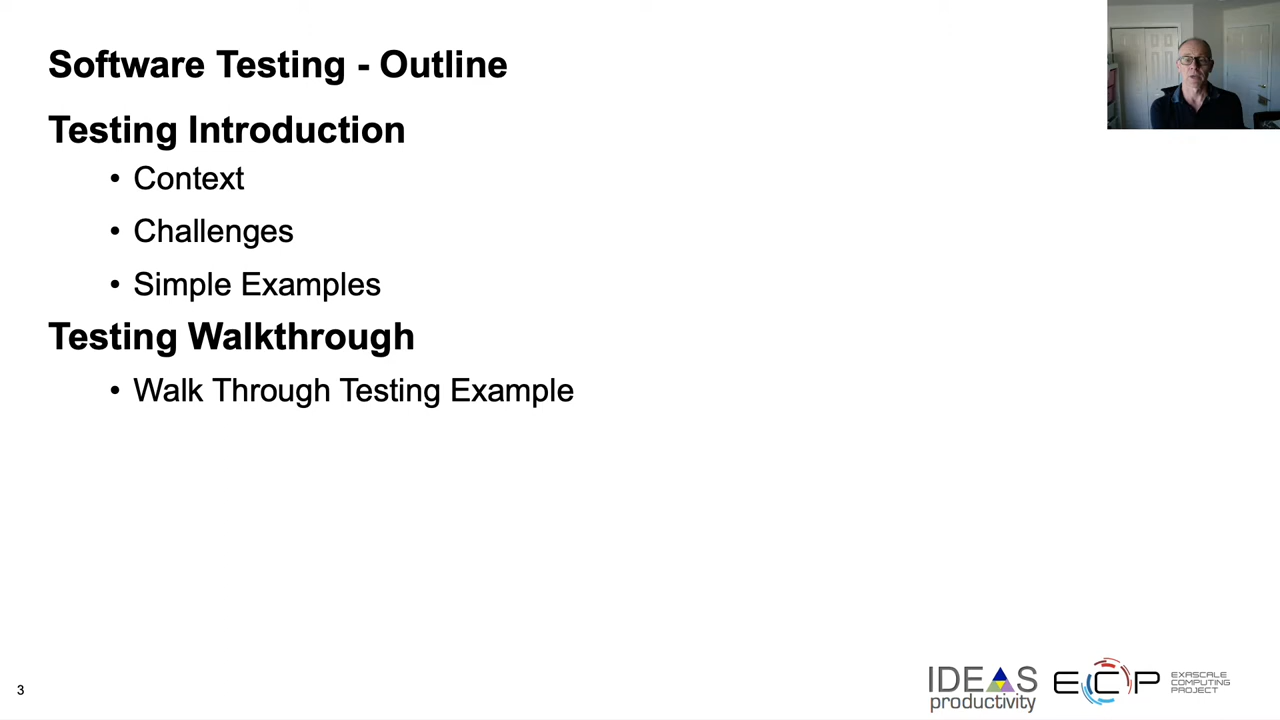 Software Testing - Outline
Testing Introduction
• Context
• Challenges
• Simple Examples
Testing Walkthrough
• Walk Through Testing Example
3
IDEAS
productivity
ECP
EXASCALE
COMPUTING
PROJECT